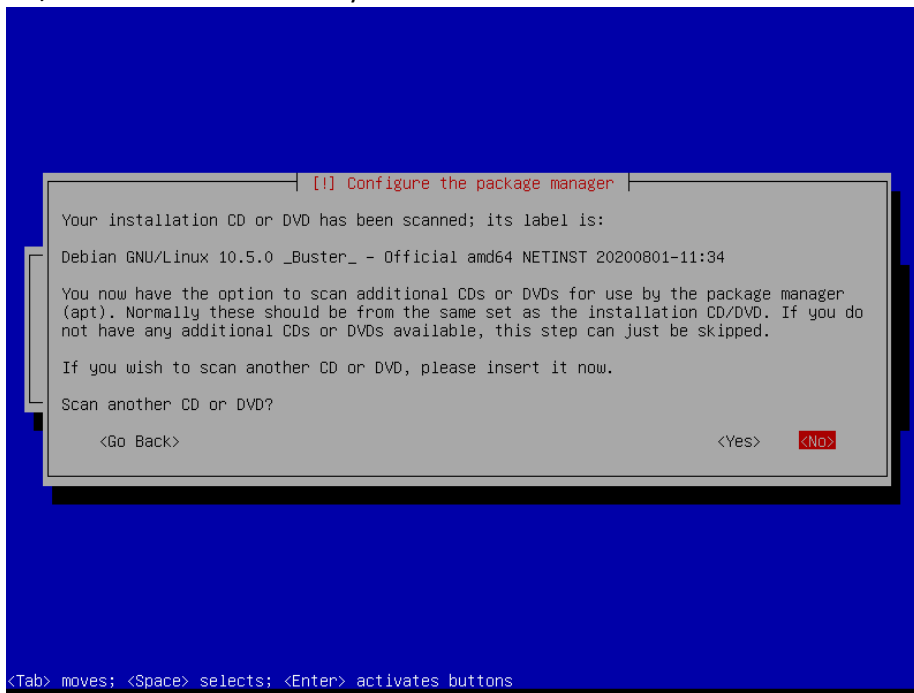 [!] Configure the package manager
Your installation CD or DVD has been scanned; its label is:
Debian GNU/Linux 10.5.0 _Buster_ - Official amd64 NETINST 20200801-11:34
You now have the option to scan additional CDs or DVDs for use by the package manager
(apt). Normally these should be from the same set as the installation CD/DVD. If you do
not have any additional CDs or DVDs available, this step can just be skipped.
If you wish to scan another CD or DVD, please insert it now.
Scan another CD or DVD?
<Go Back> <Yes> <No>
<Tab> moves; <Space> selects; <Enter> activates buttons